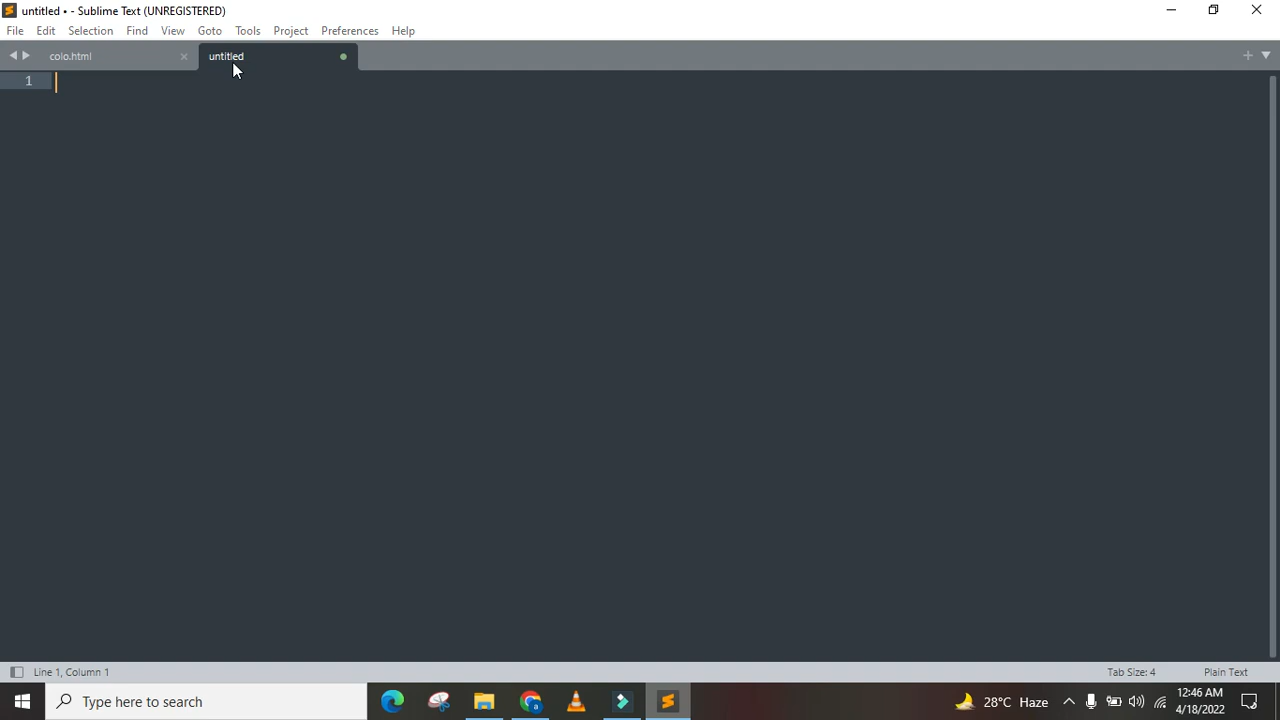 untitled • - Sublime Text (UNREGISTERED)
File Edit Selection Find View Goto Tools Project Preferences Help
colo.html untitled
1
Line 1, Column 1 Tab Size: 4 Plain Text
Type here to search 28°C Haze 12:46 AM
4/18/2022